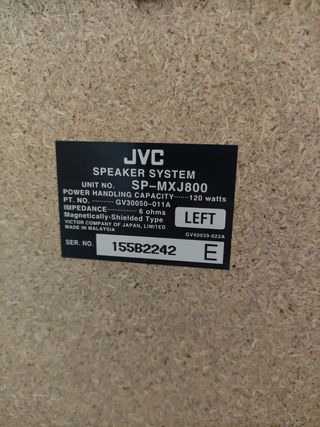 JVC
SPEAKER SYSTEM
UNIT NO. SP-MXJ800
POWER HANDLING CAPACITY······120 watts
PT. NO. ··········· GV30050-011A
IMPEDANCE··············6 ohms
Magnetically-Shielded Type
LEFT
VICTOR COMPANY OF JAPAN, LIMITED
MADE IN MALAYSIA
GV40039-022A
SER. NO. 155B2242 E